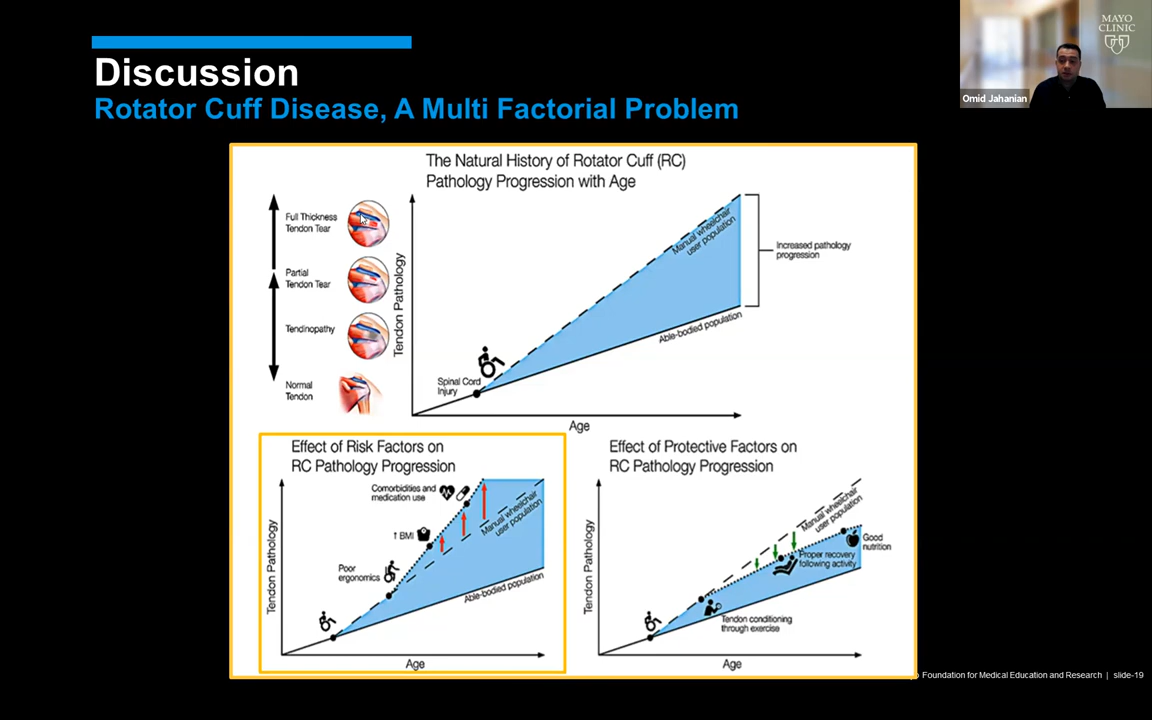 MAYO
CLINIC
Omid Jahanian
Discussion
Rotator Cuff Disease, A Multi Factorial Problem
The Natural History of Rotator Cuff (RC)
Pathology Progression with Age
Full Thickness
Tendon Tear
Partial
Tendon Tear
Tendinopathy
Normal
Tendon
Tendon Pathology
Spinal Cord
Injury
Manual wheelchair
user population
Able-bodied population
Increased pathology
progression
Age
Effect of Risk Factors on
RC Pathology Progression
Comorbidities and
medication use
↑ BMI
Poor
ergonomics
Manual wheelchair
user population
Able-bodied population
Tendon Pathology
Age
Effect of Protective Factors on
RC Pathology Progression
Manual wheelchair
user population
Good
nutrition
Proper recovery
following activity
Tendon conditioning
through exercise
Tendon Pathology
Age
Foundation for Medical Education and Research | slide-19